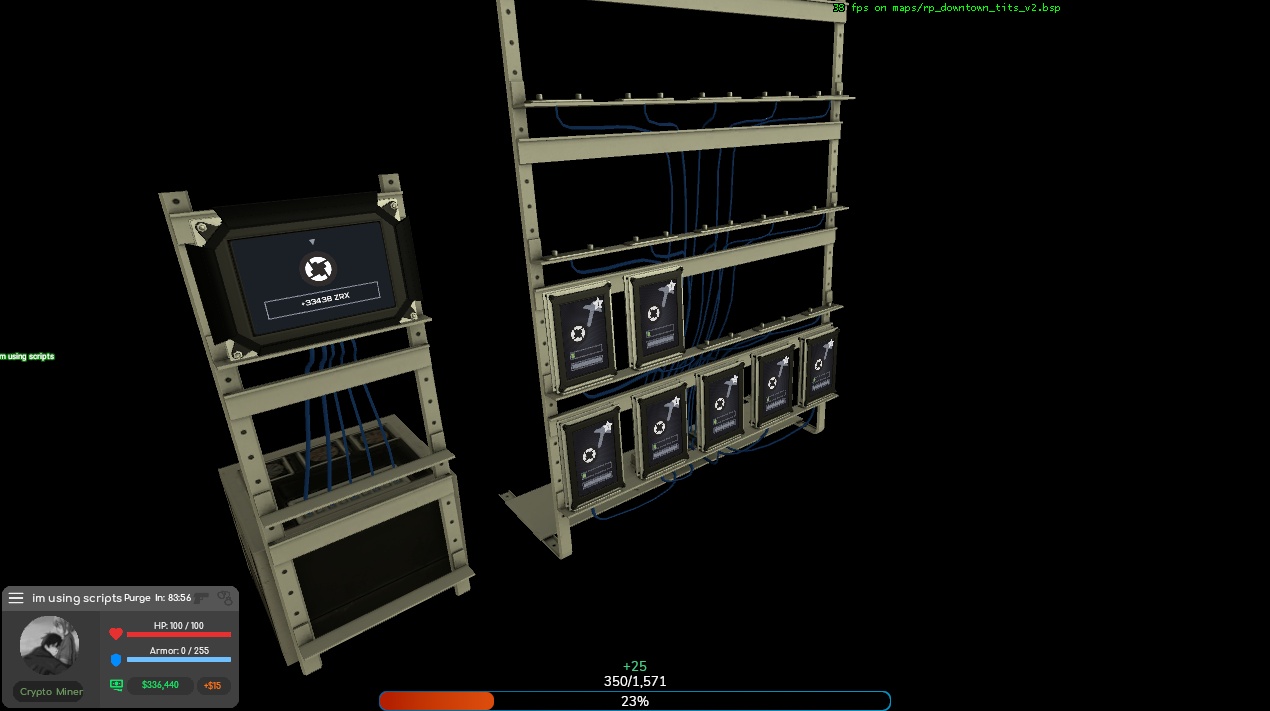 38 fps on maps/rp_downtown_tits_v2.bsp
+33438 ZRX
m using scripts
im using scripts
Purge In: 83:56
HP: 100 / 100
Armor: 0 / 255
$336,440
+$15
Crypto Miner
+25
350/1,571
23%